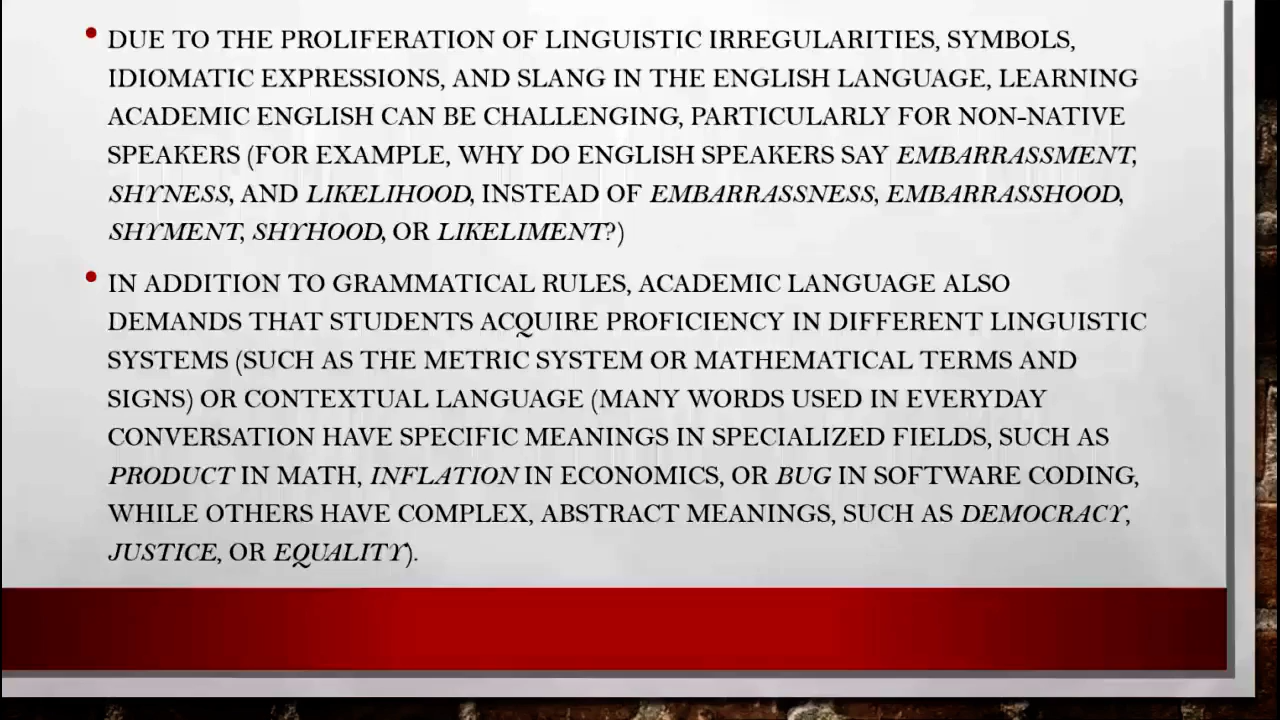 • DUE TO THE PROLIFERATION OF LINGUISTIC IRREGULARITIES, SYMBOLS,
IDIOMATIC EXPRESSIONS, AND SLANG IN THE ENGLISH LANGUAGE, LEARNING
ACADEMIC ENGLISH CAN BE CHALLENGING, PARTICULARLY FOR NON-NATIVE
SPEAKERS (FOR EXAMPLE, WHY DO ENGLISH SPEAKERS SAY EMBARRASSMENT,
SHYNESS, AND LIKELIHOOD, INSTEAD OF EMBARRASSNESS, EMBARRASSHOOD,
SHYMENT, SHYHOOD, OR LIKELIMENT?)
• IN ADDITION TO GRAMMATICAL RULES, ACADEMIC LANGUAGE ALSO
DEMANDS THAT STUDENTS ACQUIRE PROFICIENCY IN DIFFERENT LINGUISTIC
SYSTEMS (SUCH AS THE METRIC SYSTEM OR MATHEMATICAL TERMS AND
SIGNS) OR CONTEXTUAL LANGUAGE (MANY WORDS USED IN EVERYDAY
CONVERSATION HAVE SPECIFIC MEANINGS IN SPECIALIZED FIELDS, SUCH AS
PRODUCT IN MATH, INFLATION IN ECONOMICS, OR BUG IN SOFTWARE CODING,
WHILE OTHERS HAVE COMPLEX, ABSTRACT MEANINGS, SUCH AS DEMOCRACY,
JUSTICE, OR EQUALITY).